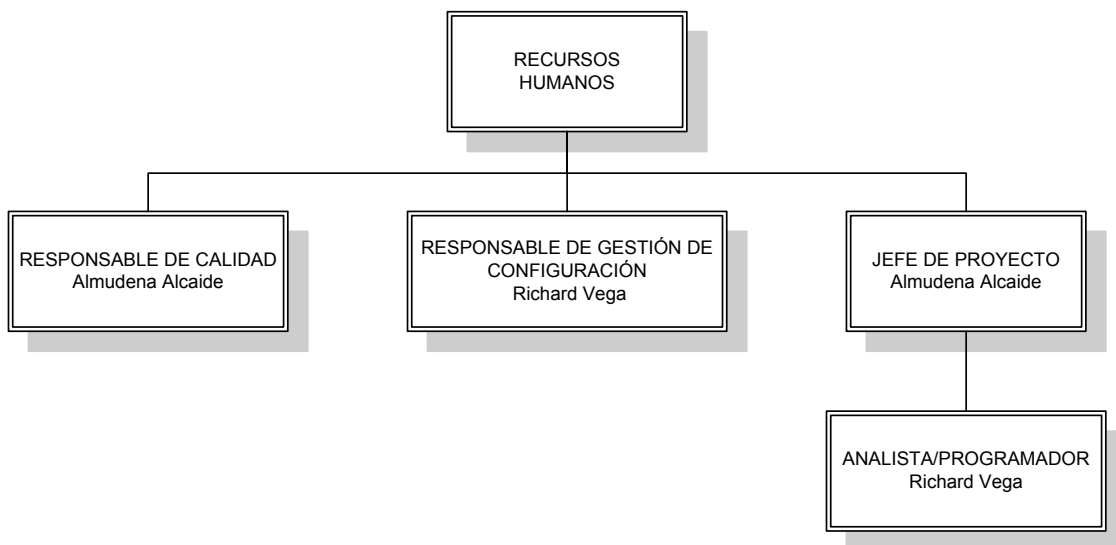 RECURSOS
HUMANOS
RESPONSABLE DE CALIDAD
Almudena Alcaide
RESPONSABLE DE GESTIÓN DE
CONFIGURACIÓN
Richard Vega
JEFE DE PROYECTO
Almudena Alcaide
ANALISTA/PROGRAMADOR
Richard Vega